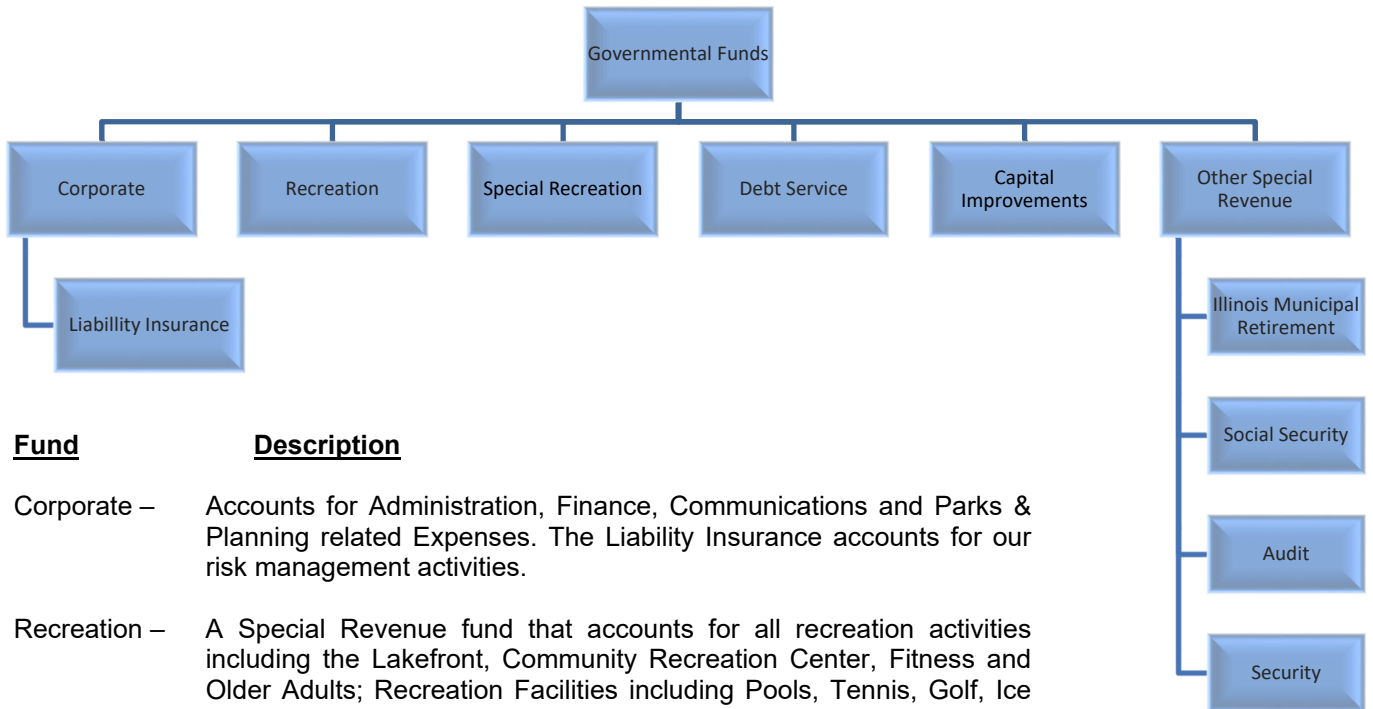 Governmental Funds
Corporate
Recreation
Special Recreation
Debt Service
Capital
Improvements
Other Special
Revenue
Liabillity Insurance
Illinois Municipal
Retirement
Social Security
Audit
Security
Fund Description
Corporate – Accounts for Administration, Finance, Communications and Parks &
Planning related Expenses. The Liability Insurance accounts for our
risk management activities.
Recreation – A Special Revenue fund that accounts for all recreation activities
including the Lakefront, Community Recreation Center, Fitness and
Older Adults; Recreation Facilities including Pools, Tennis, Golf, Ice